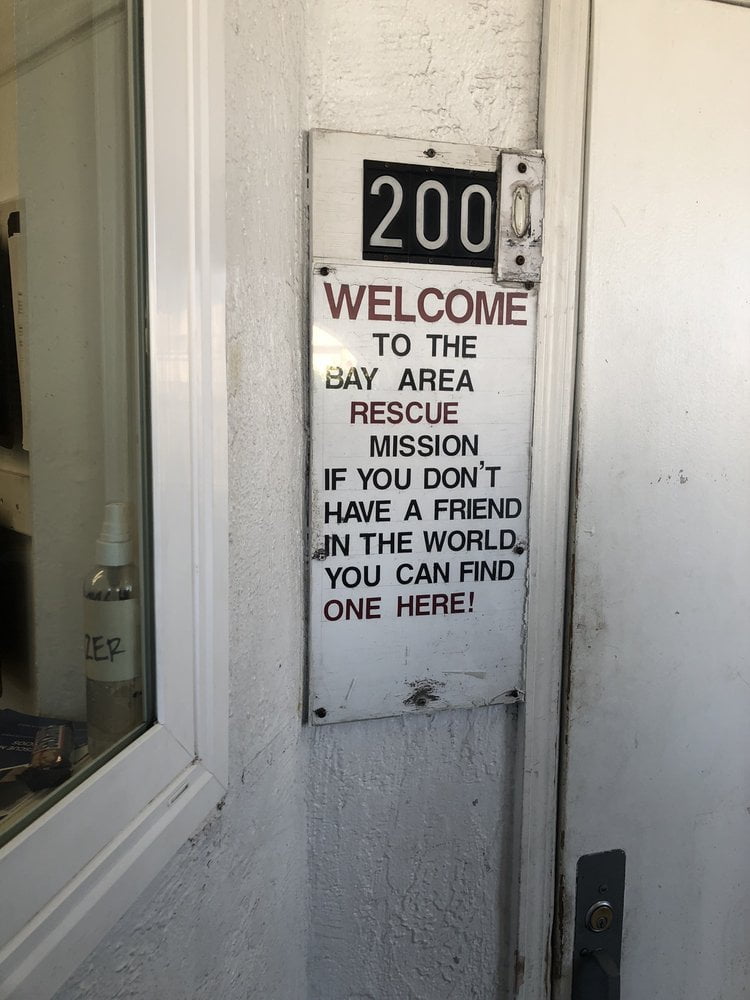 200
WELCOME
TO THE
BAY AREA
RESCUE
MISSION
IF YOU DON'T
HAVE A FRIEND
IN THE WORLD
YOU CAN FIND
ONE HERE!
ZER